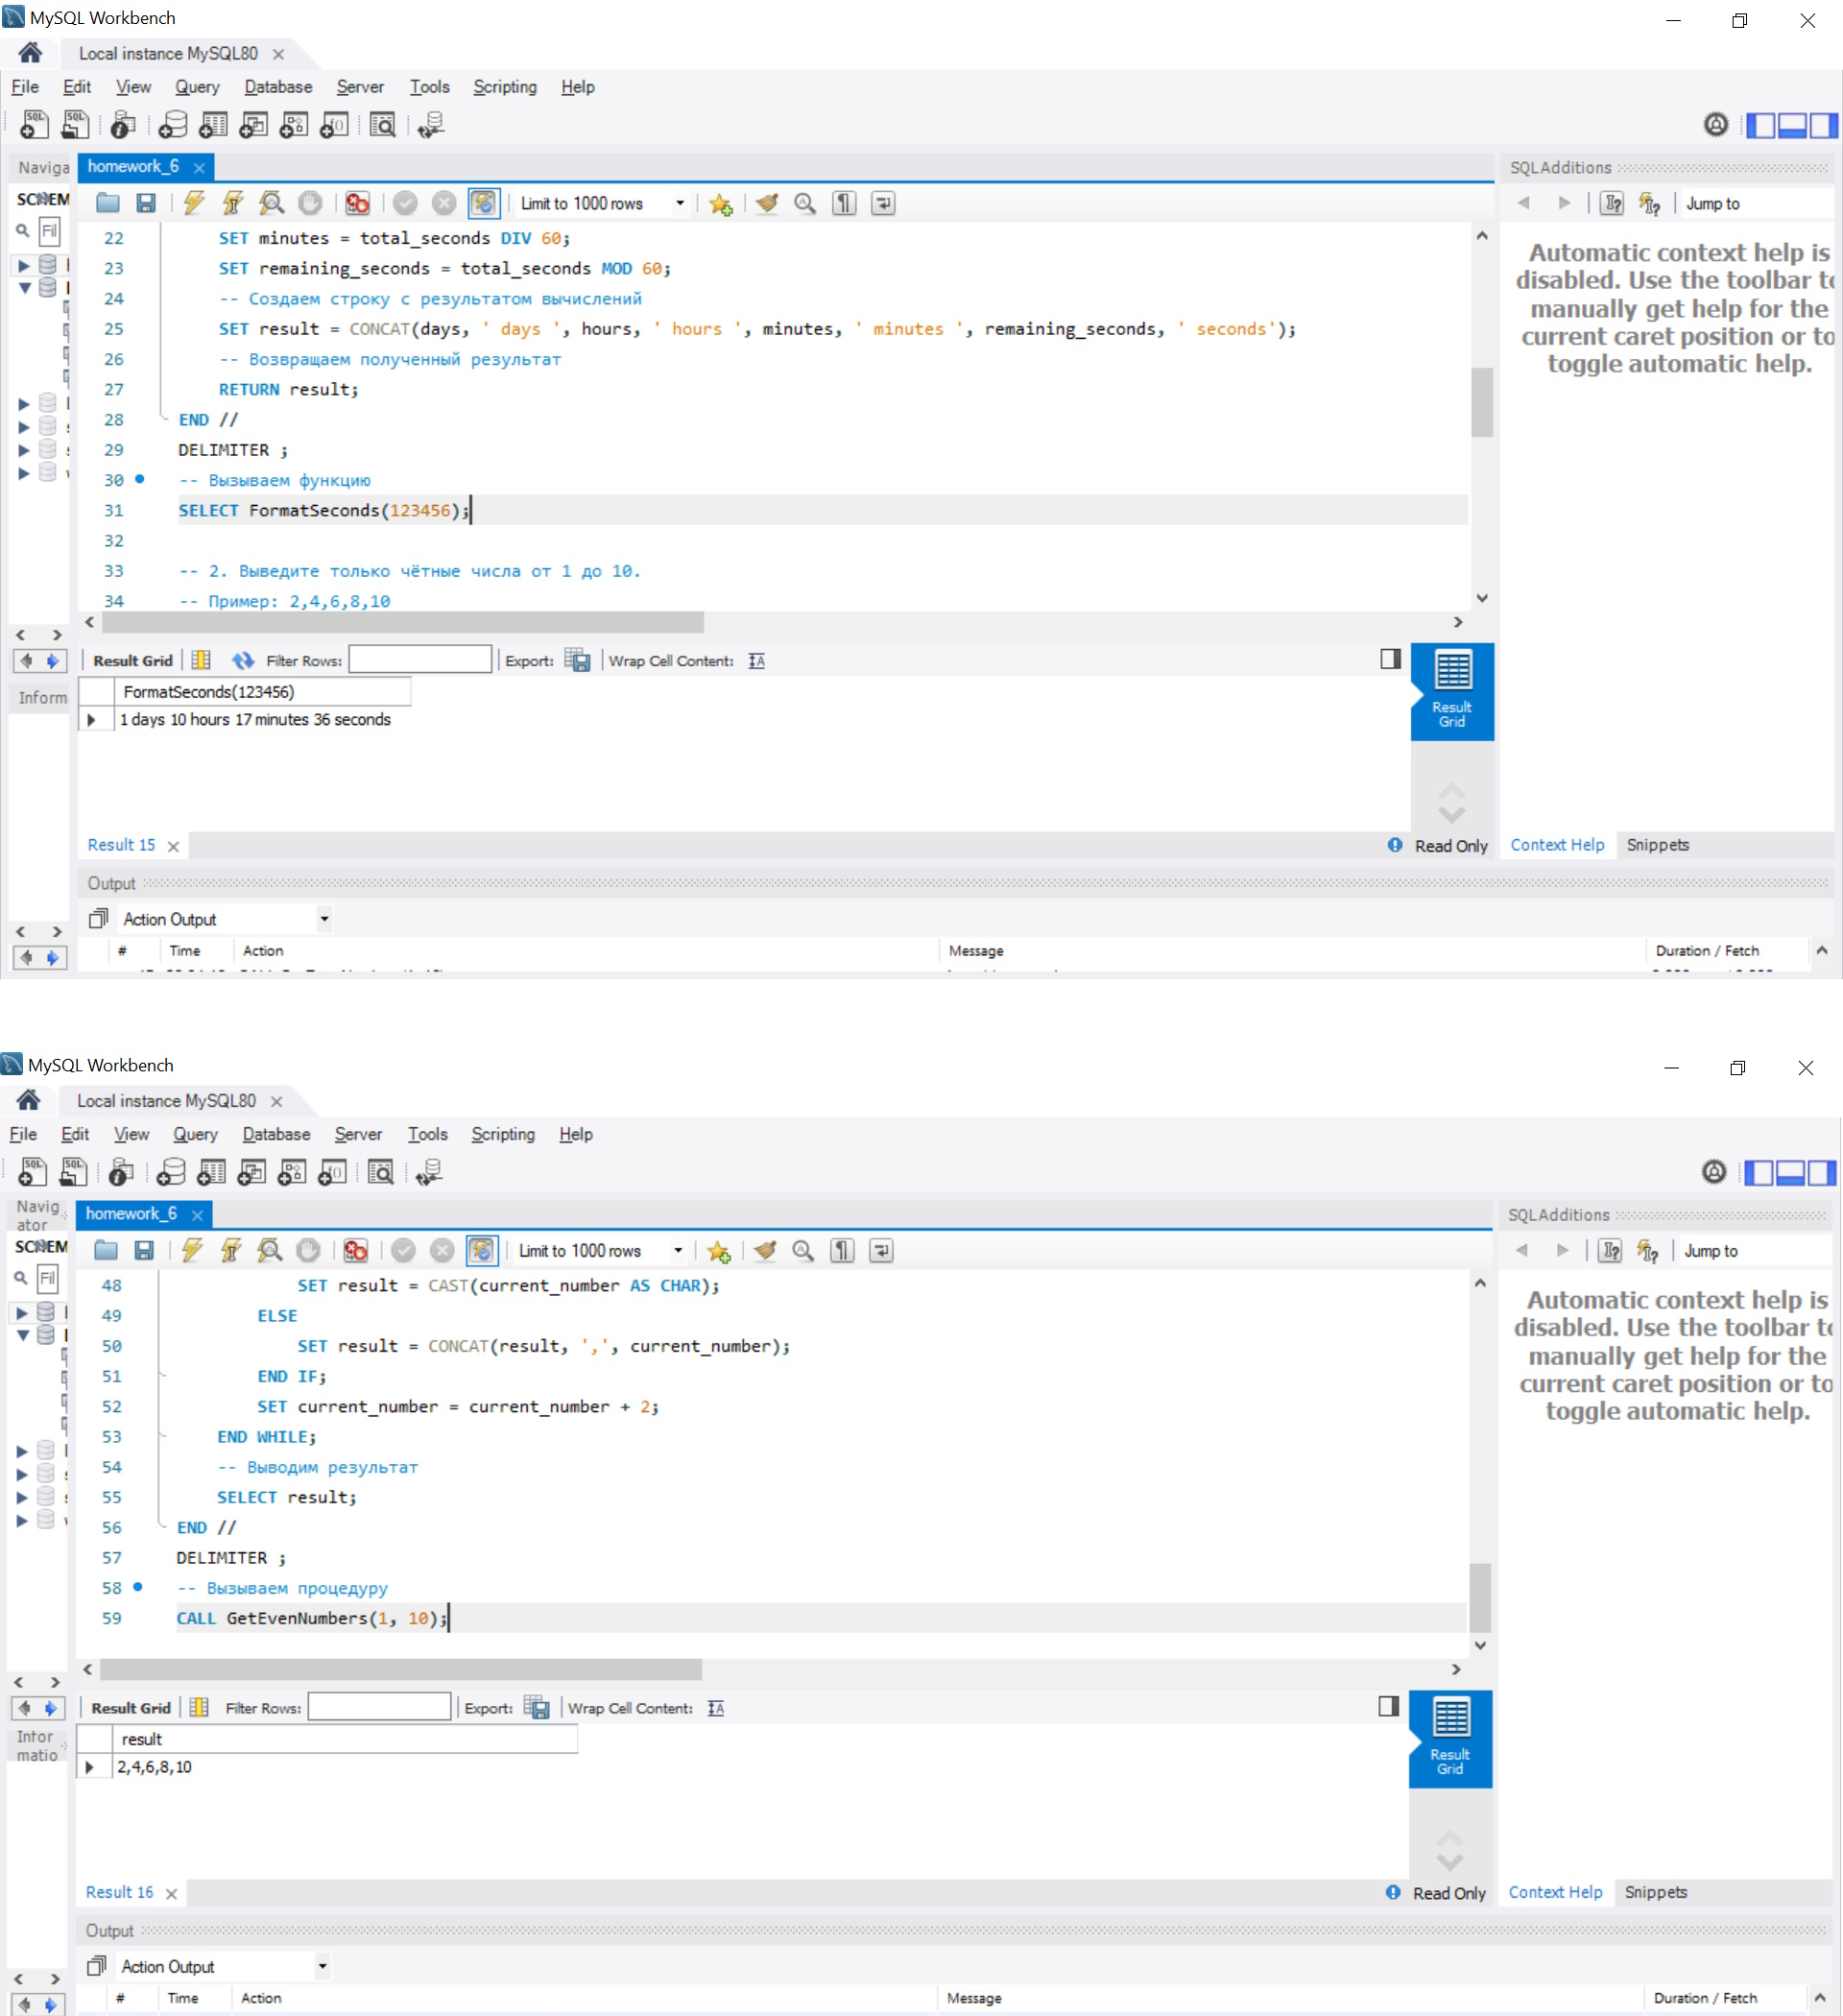 MySQL Workbench
Local instance MySQL80
File Edit View Query Database Server Tools Scripting Help
Naviga
homework_6
SQLAdditions
SCHEM
Limit to 1000 rows
Jump to
Fil
Automatic context help is
disabled. Use the toolbar to
manually get help for the
current caret position or to
toggle automatic help.
22 SET minutes = total_seconds DIV 60;
23 SET remaining_seconds = total_seconds MOD 60;
24 -- Создаем строку с результатом вычислений
25 SET result = CONCAT(days, ' days ', hours, ' hours ', minutes, ' minutes ', remaining_seconds, ' seconds');
26 -- Возвращаем полученный результат
27 RETURN result;
28 END //
29 DELIMITER ;
30 -- Вызываем функцию
31 SELECT FormatSeconds(123456);
32
33 -- 2. Выведите только чётные числа от 1 до 10.
34 -- Пример: 2,4,6,8,10
Result Grid Filter Rows: Export: Wrap Cell Content:
Inform
FormatSeconds(123456)
1 days 10 hours 17 minutes 36 seconds
Result
Grid
Result 15
Read Only
Context Help Snippets
Output
Action Output
# Time Action Message Duration / Fetch
MySQL Workbench
Local instance MySQL80
File Edit View Query Database Server Tools Scripting Help
Navig
ator
homework_6
SQLAdditions
SCHEM
Limit to 1000 rows
Jump to
Fil
Automatic context help is
disabled. Use the toolbar to
manually get help for the
current caret position or to
toggle automatic help.
48 SET result = CAST(current_number AS CHAR);
49 ELSE
50 SET result = CONCAT(result, ',', current_number);
51 END IF;
52 SET current_number = current_number + 2;
53 END WHILE;
54 -- Выводим результат
55 SELECT result;
56 END //
57 DELIMITER ;
58 -- Вызываем процедуру
59 CALL GetEvenNumbers(1, 10);
Result Grid Filter Rows: Export: Wrap Cell Content:
Infor
matio
result
2,4,6,8,10
Result
Grid
Result 16
Read Only
Context Help Snippets
Output
Action Output
# Time Action Message Duration / Fetch